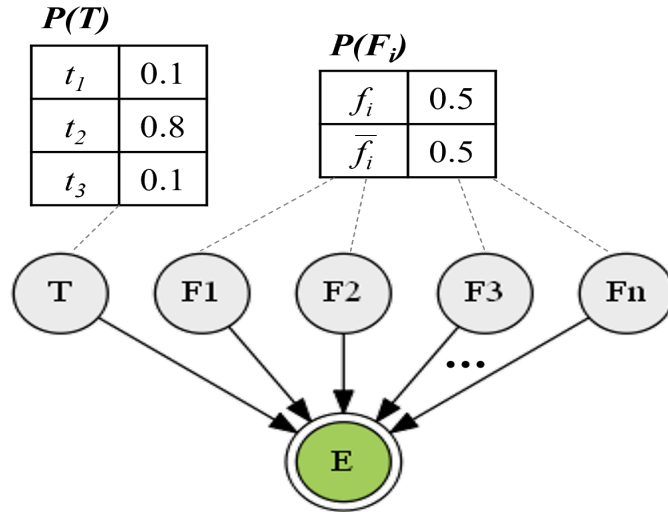 P(T)
t1 0.1
t2 0.8
t3 0.1
P(Fi)
fi 0.5
f̅i 0.5
T F1 F2 F3 Fn
...
E